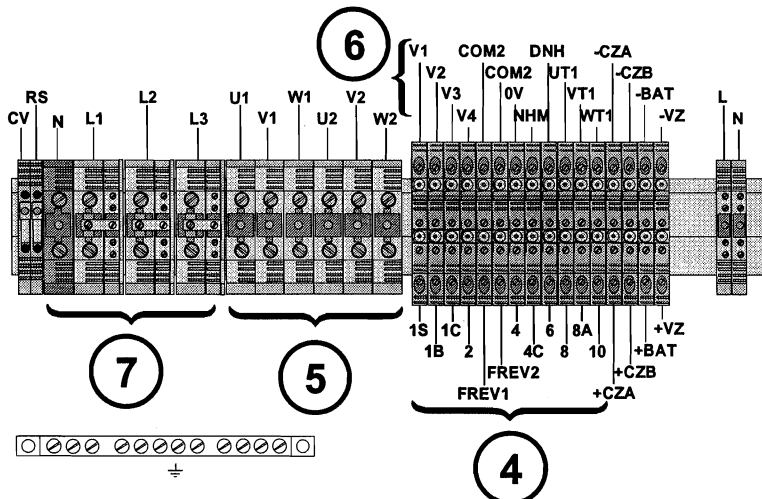 6
V1 COM2 DNH -CZA
V2 COM2 UT1 -CZB
RS L2 U1 W1 V2 V3 0V VT1 -BAT L
CV N L1 L3 V1 U2 W2 V4 NHM WT1 -VZ N
1S 1C 4 6 8A +VZ
1B 2 4C 8 10 +BAT
FREV2 +CZB
FREV1 +CZA
7 5
4